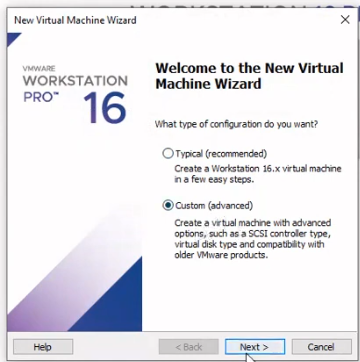 New Virtual Machine Wizard
VMWARE
WORKSTATION
PRO™ 16
Welcome to the New Virtual
Machine Wizard
What type of configuration do you want?
Typical (recommended)
Create a Workstation 16.x virtual machine
in a few easy steps.
Custom (advanced)
Create a virtual machine with advanced
options, such as a SCSI controller type,
virtual disk type and compatibility with
older VMware products.
Help
< Back
Next >
Cancel